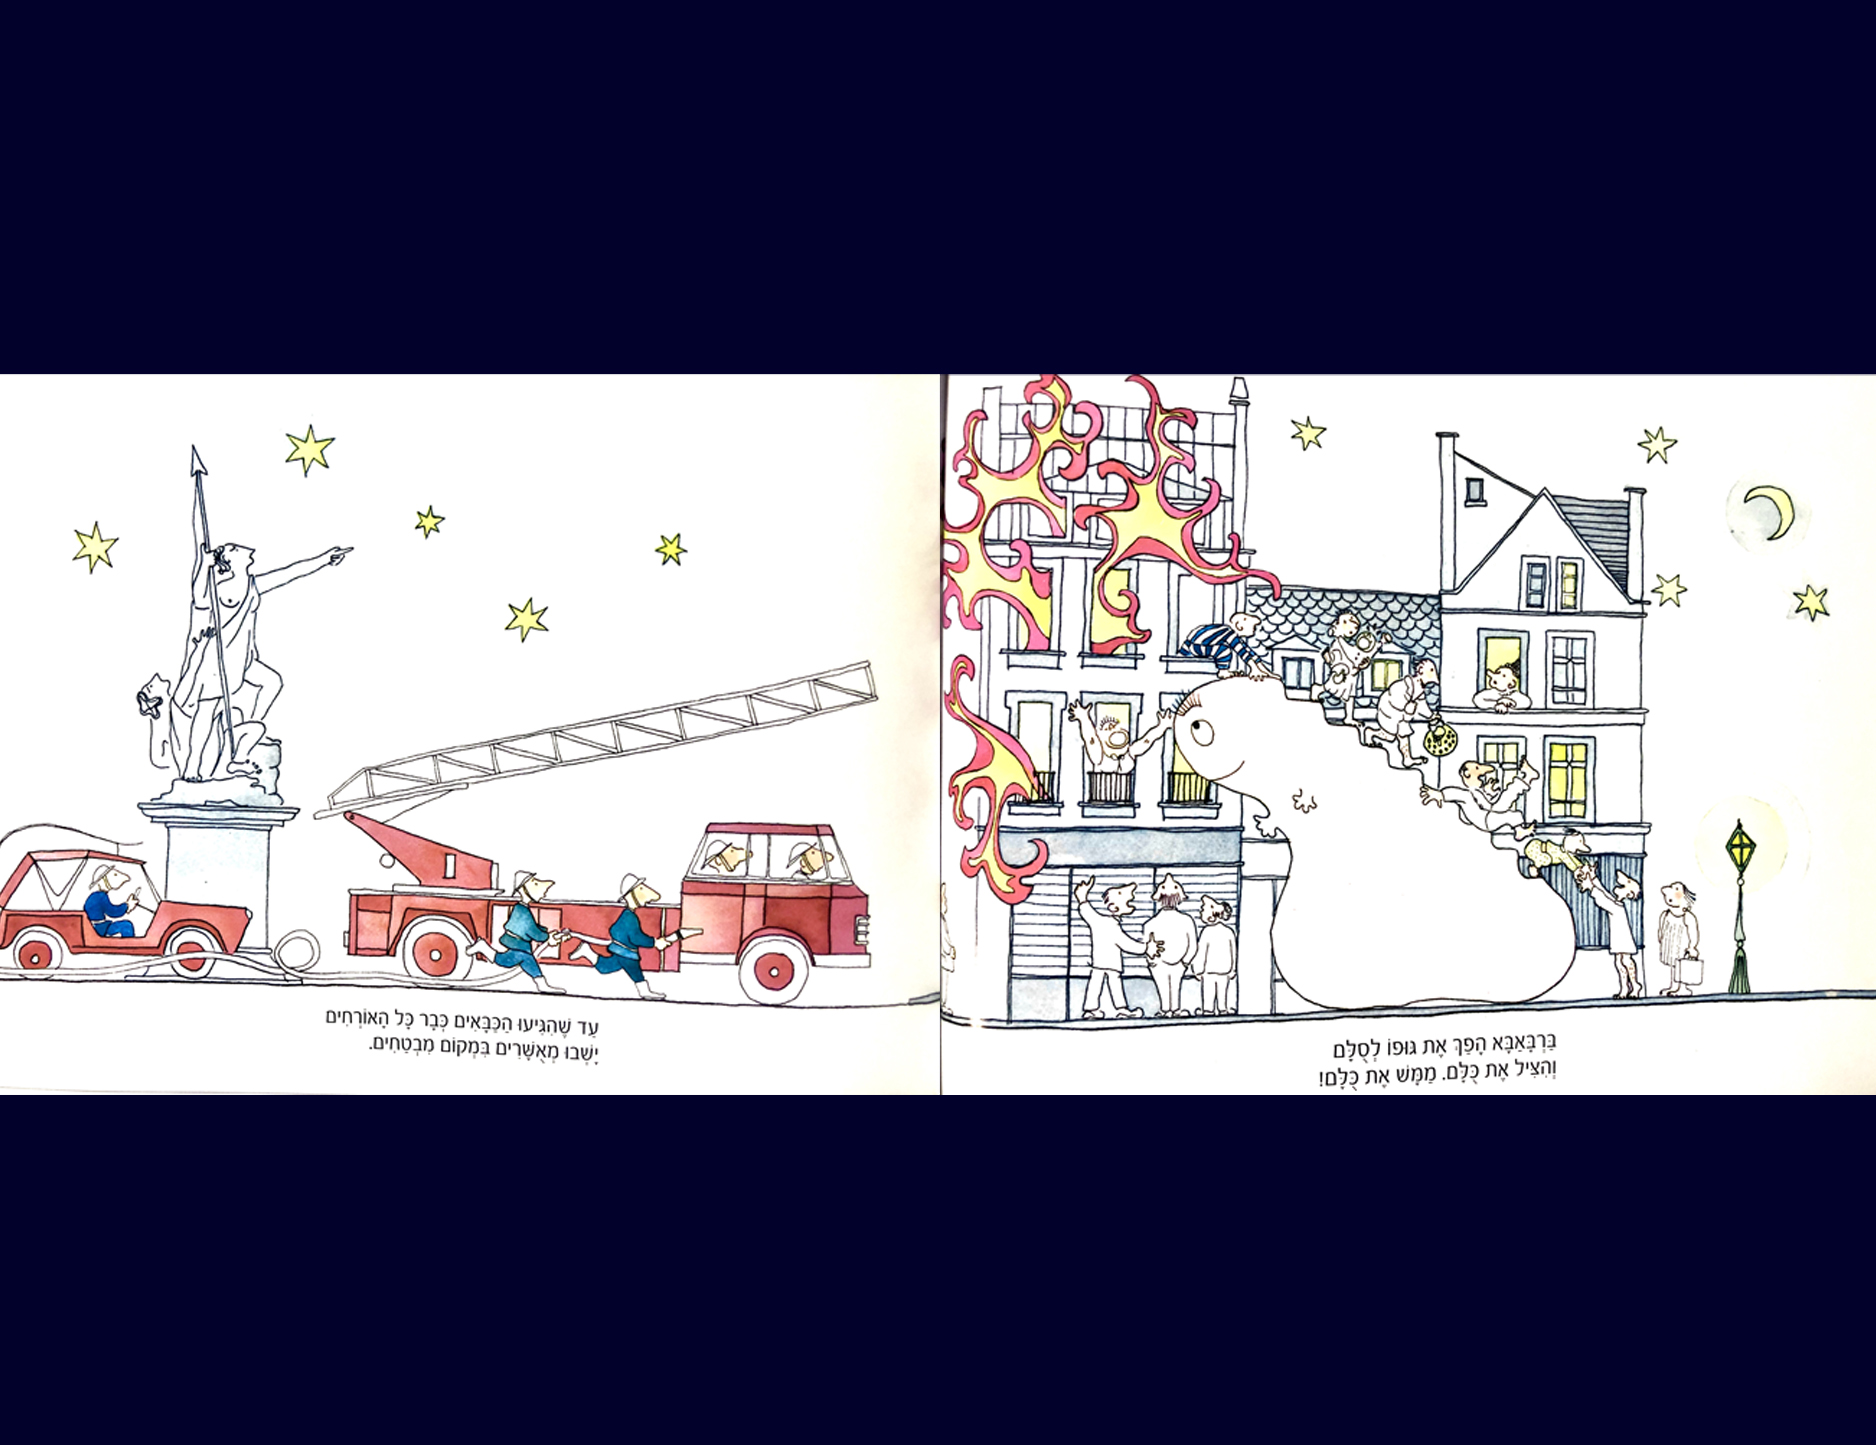 בַּרְבָּאַבָּא הָפַךְ אֶת גּוּפוֹ לְסֻלָּם
וְהִצִּיל אֶת כֻּלָּם. מַמָּשׁ אֶת כֻּלָּם!
עַד שֶׁהִגִּיעוּ הַכַּבָּאִים כְּבָר כָּל הָאוֹרְחִים
יָשְׁבוּ מְאֻשָּׁרִים בִּמְקוֹם מִבְטַחִים.